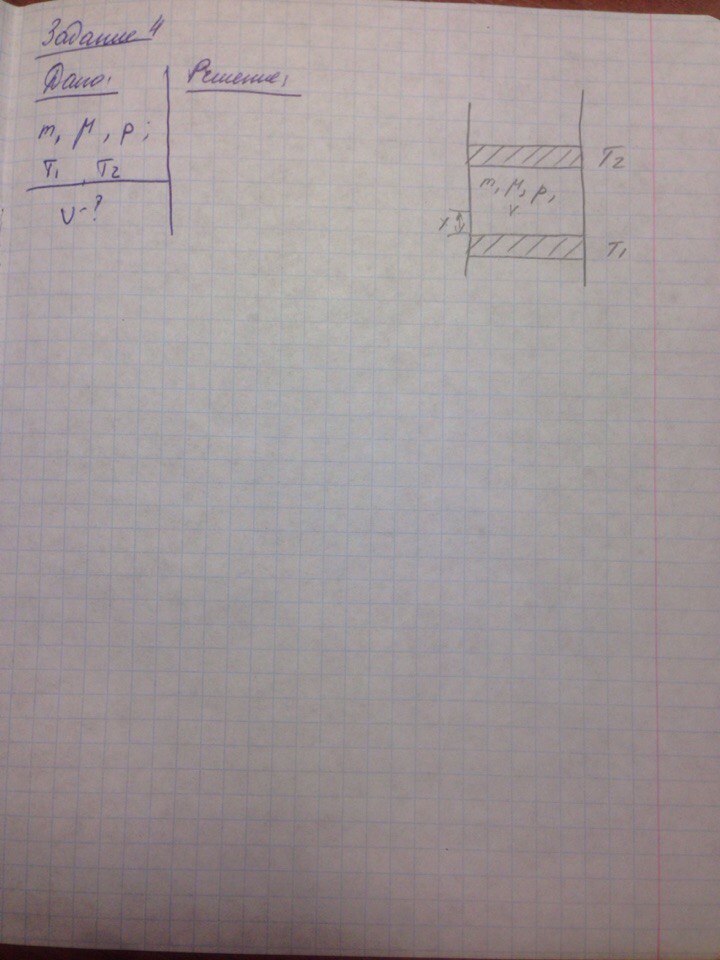 Задание 4
Дано:
Решение:
m, μ, p;
T1, T2
υ-?
T2
m, μ, p,
v
x
T1